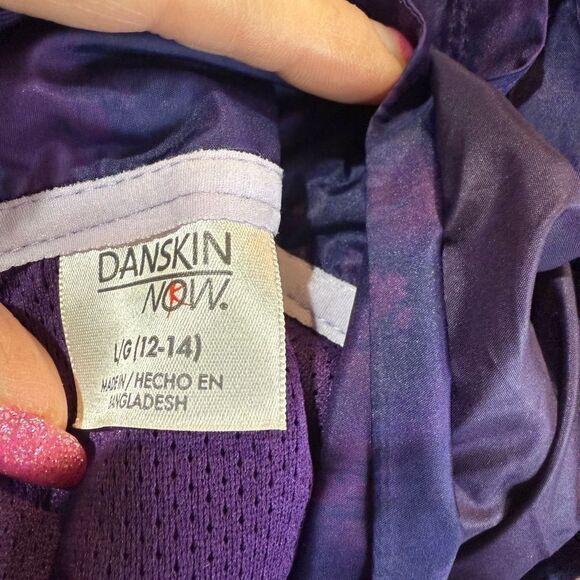 DANSKIN
NOW.
K
L/G (12-14)
MADE IN / HECHO EN
BANGLADESH